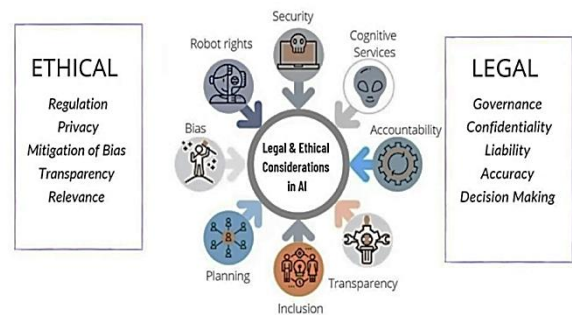 ETHICAL
Regulation
Privacy
Mitigation of Bias
Transparency
Relevance
Security
Robot rights
Cognitive
Services
Bias
Legal & Ethical
Considerations
in AI
Accountability
Planning
Inclusion
Transparency
LEGAL
Governance
Confidentiality
Liability
Accuracy
Decision Making